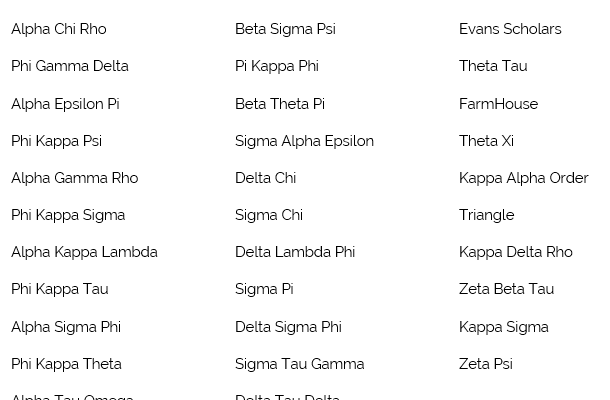 Alpha Chi Rho
Phi Gamma Delta
Alpha Epsilon Pi
Phi Kappa Psi
Alpha Gamma Rho
Phi Kappa Sigma
Alpha Kappa Lambda
Phi Kappa Tau
Alpha Sigma Phi
Phi Kappa Theta
Alpha Tau Omega
Beta Sigma Psi
Pi Kappa Phi
Beta Theta Pi
Sigma Alpha Epsilon
Delta Chi
Sigma Chi
Delta Lambda Phi
Sigma Pi
Delta Sigma Phi
Sigma Tau Gamma
Delta Tau Delta
Evans Scholars
Theta Tau
FarmHouse
Theta Xi
Kappa Alpha Order
Triangle
Kappa Delta Rho
Zeta Beta Tau
Kappa Sigma
Zeta Psi